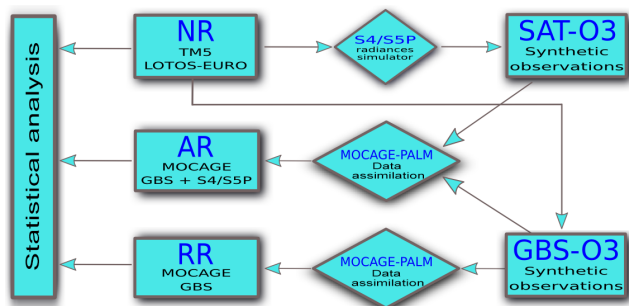 Statistical analysis
NR
TM5
LOTOS-EURO
S4/S5P
radiances
simulator
SAT-O3
Synthetic
observations
AR
MOCAGE
GBS + S4/S5P
MOCAGE-PALM
Data
assimilation
RR
MOCAGE
GBS
MOCAGE-PALM
Data
assimilation
GBS-O3
Synthetic
observations